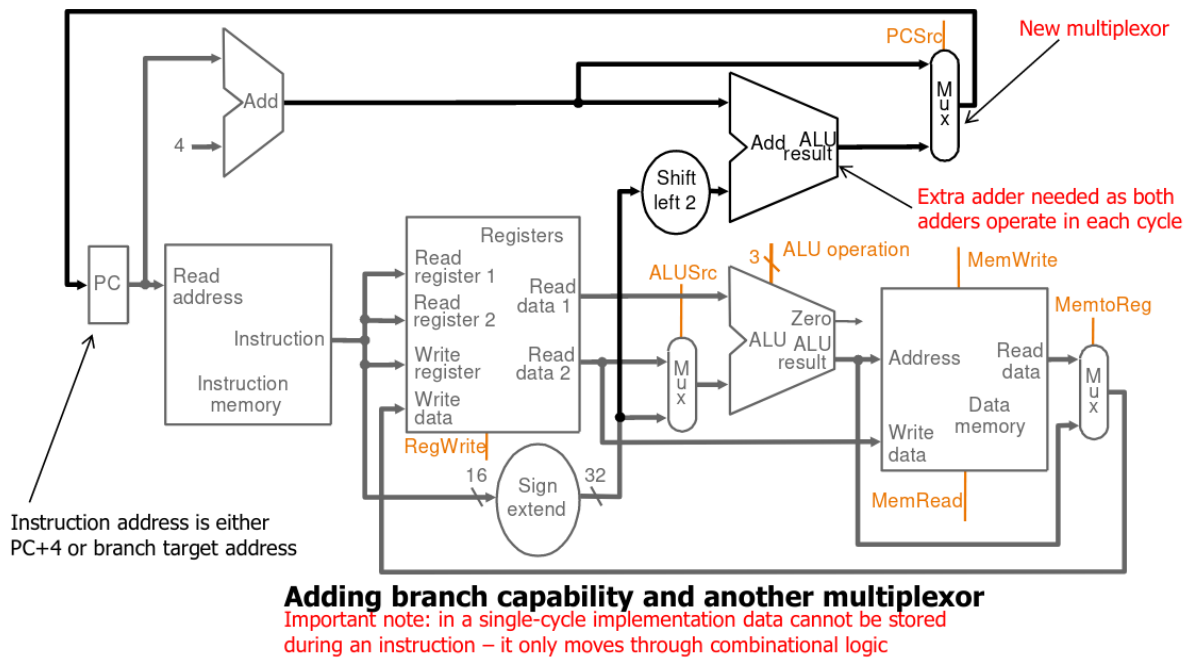 New multiplexor
PCSrc
M
u
x
Add
4
Add ALU
result
Shift
left 2
Extra adder needed as both
adders operate in each cycle
PC
Read
address
Instruction
Instruction
memory
Registers
Read
register 1
Read
register 2
Write
register
Write
data
Read
data 1
Read
data 2
RegWrite
16
Sign
extend
32
ALUSrc
M
u
x
3
ALU operation
Zero
ALU
ALU
result
MemWrite
Address
Read
data
Data
memory
Write
data
MemRead
MemtoReg
M
u
x
Instruction address is either
PC+4 or branch target address
Adding branch capability and another multiplexor
Important note: in a single-cycle implementation data cannot be stored
during an instruction – it only moves through combinational logic